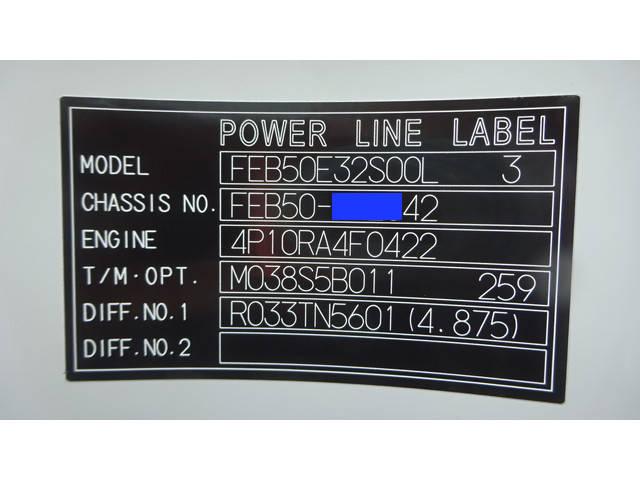 POWER LINE LABEL
MODEL FEB50E32S00L 3
CHASSIS NO. FEB50- 42
ENGINE 4P10RA4F0422
T/M·OPT. M038S5B011 259
DIFF.NO.1 R033TN5601(4.875)
DIFF.NO.2